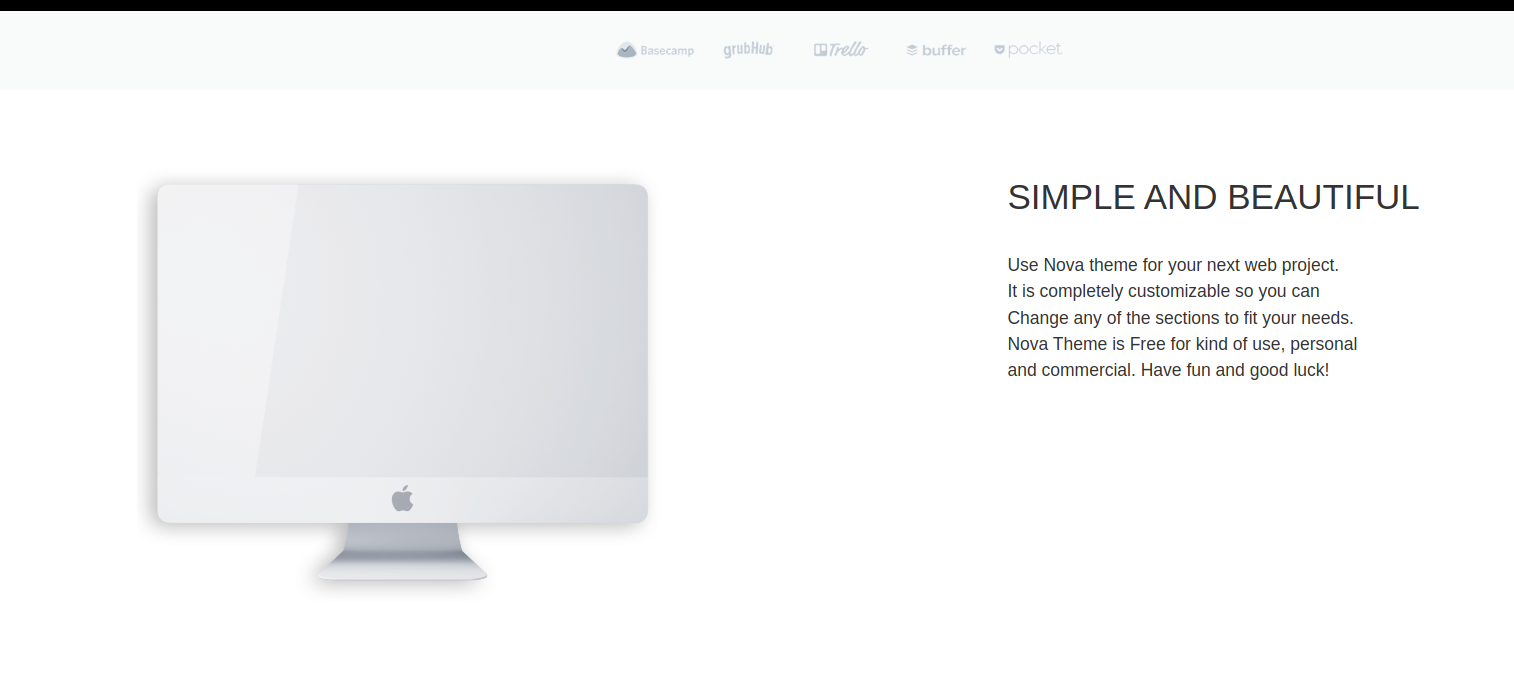 Basecamp grubHub Trello buffer pocket
SIMPLE AND BEAUTIFUL
Use Nova theme for your next web project.
It is completely customizable so you can
Change any of the sections to fit your needs.
Nova Theme is Free for kind of use, personal
and commercial. Have fun and good luck!